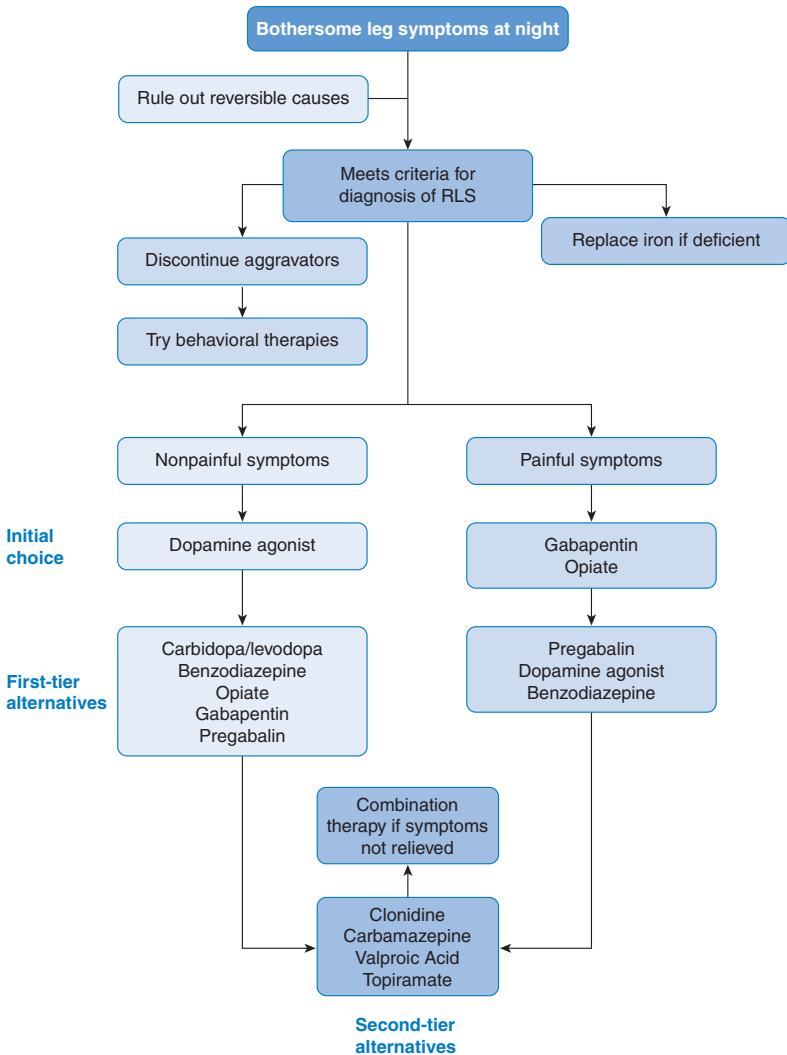 Bothersome leg symptoms at night
Rule out reversible causes
Meets criteria for
diagnosis of RLS
Replace iron if deficient
Discontinue aggravators
Try behavioral therapies
Nonpainful symptoms
Painful symptoms
Initial
choice
Dopamine agonist
Gabapentin
Opiate
First-tier
alternatives
Carbidopa/levodopa
Benzodiazepine
Opiate
Gabapentin
Pregabalin
Pregabalin
Dopamine agonist
Benzodiazepine
Combination
therapy if symptoms
not relieved
Clonidine
Carbamazepine
Valproic Acid
Topiramate
Second-tier
alternatives